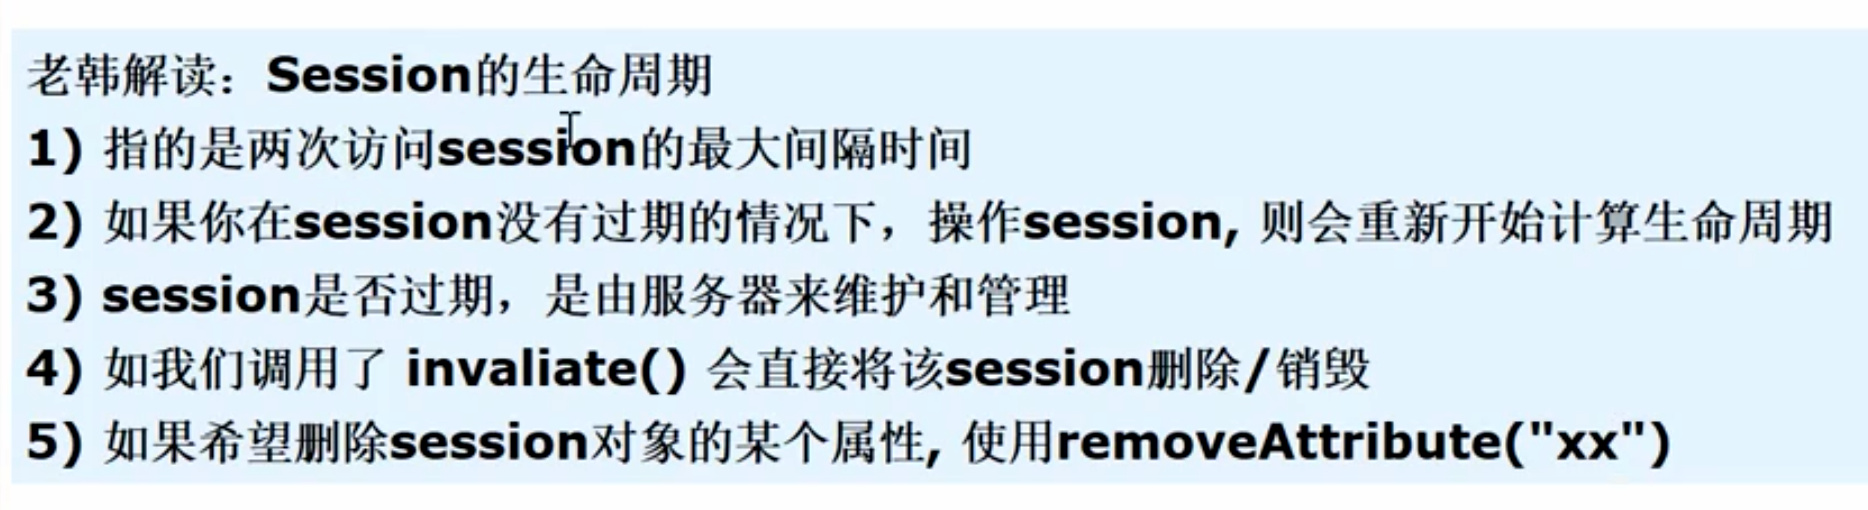 老韩解读：Session的生命周期
1) 指的是两次访问session的最大间隔时间
2) 如果你在session没有过期的情况下，操作session, 则会重新开始计算生命周期
3) session是否过期，是由服务器来维护和管理
4) 如我们调用了 invaliate() 会直接将该session删除/销毁
5) 如果希望删除session对象的某个属性, 使用removeAttribute("xx")